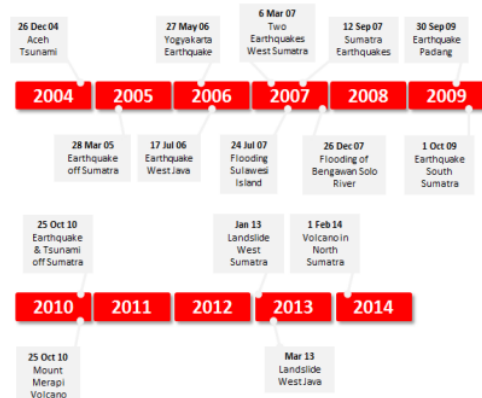 26 Dec 04
Aceh
Tsunami
27 May 06
Yogyakarta
Earthquake
6 Mar 07
Two
Earthquakes
West Sumatra
12 Sep 07
Sumatra
Earthquakes
30 Sep 09
Earthquake
Padang
2004
2005
2006
2007
2008
2009
28 Mar 05
Earthquake
off Sumatra
17 Jul 06
Earthquake
West Java
24 Jul 07
Flooding
Sulawesi
Island
26 Dec 07
Flooding of
Bengawan Solo
River
1 Oct 09
Earthquake
South
Sumatra
25 Oct 10
Earthquake
& Tsunami
off Sumatra
Jan 13
Landslide
West
Sumatra
1 Feb 14
Volcano in
North
Sumatra
2010
2011
2012
2013
2014
25 Oct 10
Mount
Merapi
Volcano
Mar 13
Landslide
West Java